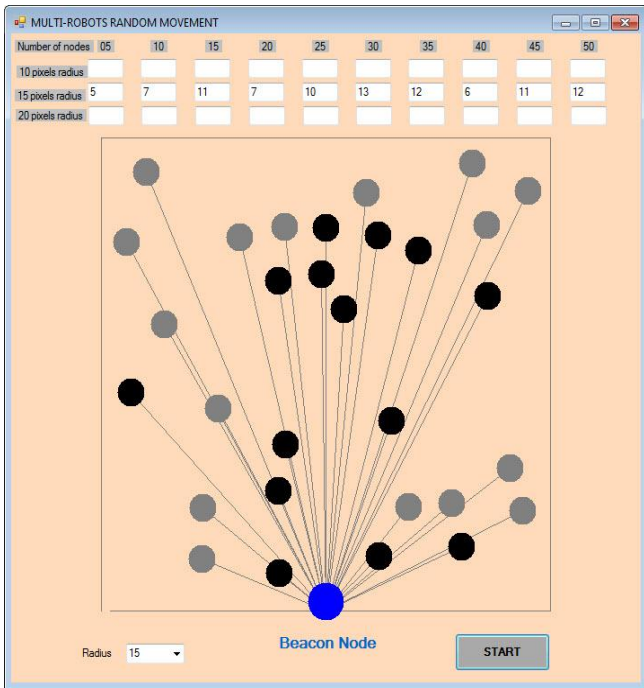 MULTI-ROBOTS RANDOM MOVEMENT
Number of nodes 05 10 15 20 25 30 35 40 45 50
10 pixels radius
15 pixels radius 5 7 11 7 10 13 12 6 11 12
20 pixels radius
Beacon Node
Radius 15 START